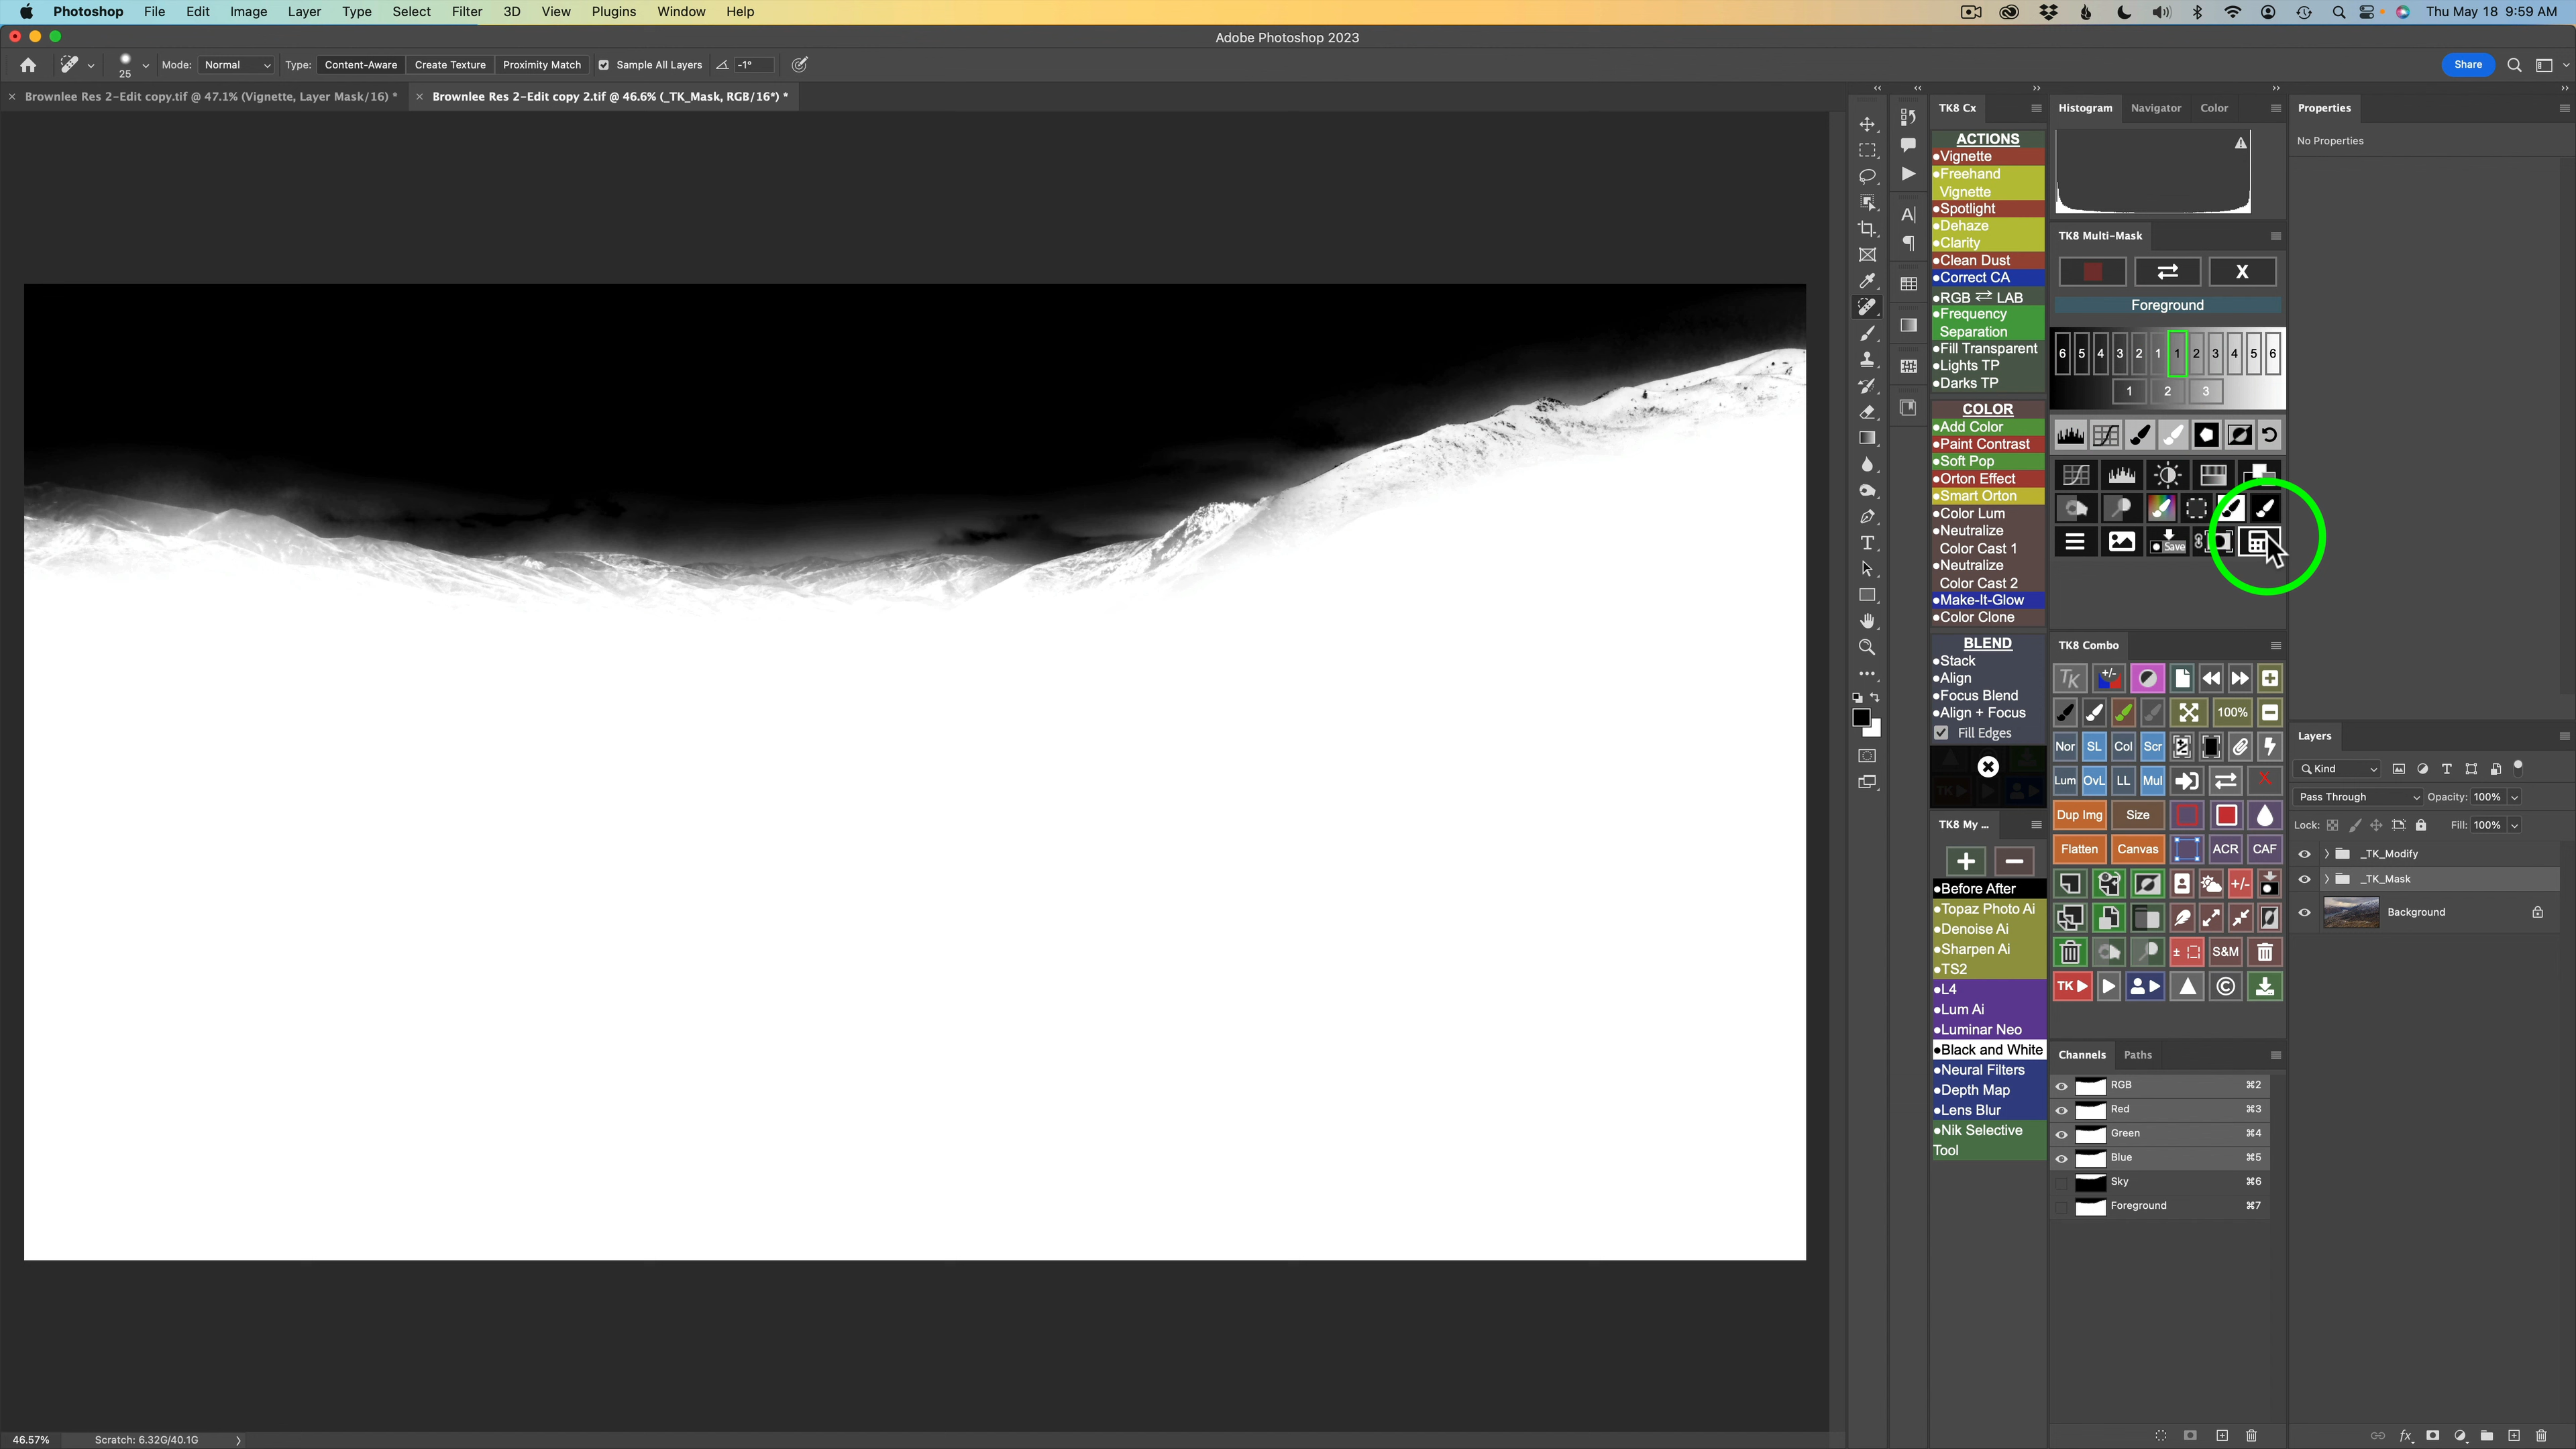 Photoshop File Edit Image Layer Type Select Filter 3D View Plugins Window Help Thu May 18 9:59 AM
Adobe Photoshop 2023
25 Mode: Normal Type: Content-Aware Create Texture Proximity Match Sample All Layers -1° Share
Brownlee Res 2-Edit copy.tif @ 47.1% (Vignette, Layer Mask/16) *
Brownlee Res 2-Edit copy 2.tif @ 46.6% (_TK_Mask, RGB/16*) *
TK8 Cx
ACTIONS
●Vignette
●Freehand
Vignette
●Spotlight
●Dehaze
●Clarity
●Clean Dust
●Correct CA
●RGB ⇄ LAB
●Frequency
Separation
●Fill Transparent
●Lights TP
●Darks TP
COLOR
●Add Color
●Paint Contrast
●Soft Pop
●Orton Effect
●Smart Orton
●Color Lum
●Neutralize
Color Cast 1
●Neutralize
Color Cast 2
●Make-It-Glow
●Color Clone
BLEND
●Stack
●Align
●Focus Blend
●Align + Focus
Fill Edges
TK8 My ...
+ −
●Before After
●Topaz Photo Ai
●Denoise Ai
●Sharpen Ai
●TS2
●L4
●Lum Ai
●Luminar Neo
●Black and White
●Neural Filters
●Depth Map
●Lens Blur
●Nik Selective
Tool
Histogram Navigator Color
TK8 Multi-Mask
X
Foreground
6 5 4 3 2 1 1 2 3 4 5 6
1 2 3
Save
TK8 Combo
TK +/-
100%
Nor SL Col Scr
Lum OvL LL Mul X
Dup Img Size
Flatten Canvas ACR CAF
+/-
± S&M
TK ©
Channels Paths
RGB ⌘2
Red ⌘3
Green ⌘4
Blue ⌘5
Sky ⌘6
Foreground ⌘7
Properties
No Properties
Layers
Kind
Pass Through Opacity: 100%
Lock: Fill: 100%
_TK_Modify
_TK_Mask
Background
fx
46.57% Scratch: 6.32G/40.1G